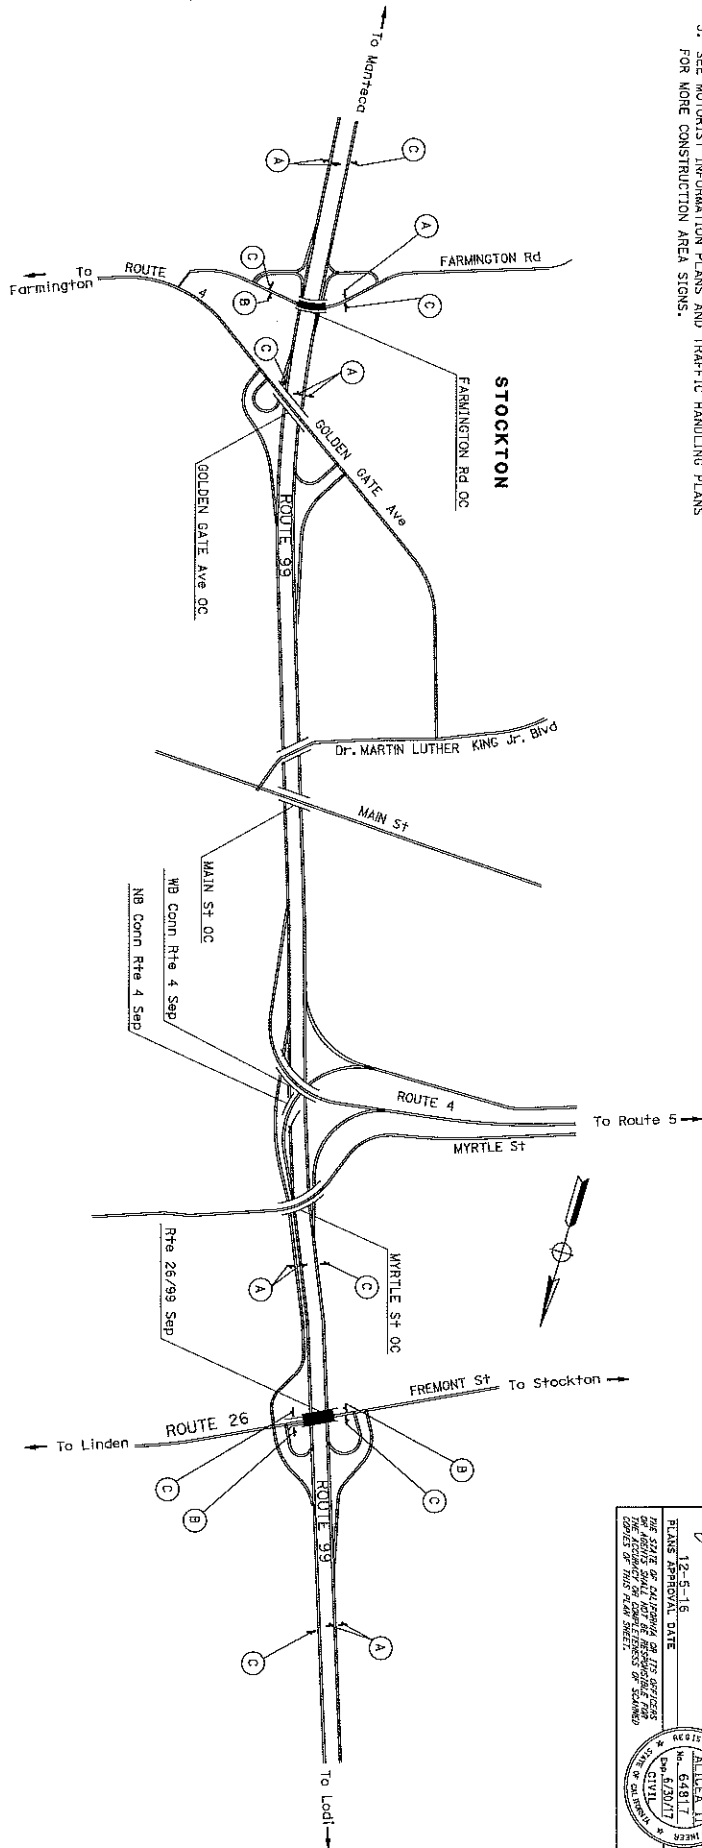 SEE MOTORIST INFORMATION PLANS AND TRAFFIC HANDLING PLANS
FOR MORE CONSTRUCTION AREA SIGNS.
To Manteca
A
C
FARMINGTON Rd
C
A
B
C
To
Farmington
ROUTE
4
C
A
STOCKTON
FARMINGTON Rd OC
GOLDEN GATE Ave
GOLDEN GATE Ave OC
ROUTE 99
Dr. MARTIN LUTHER KING Jr. Blvd
MAIN St
MAIN St OC
WB Conn Rte 4 Sep
NB Conn Rte 4 Sep
ROUTE 4
To Route 5
MYRTLE St
Rte 26/99 Sep
MYRTLE St OC
A
C
FREMONT St
To Stockton
ROUTE 26
To Linden
C
B
B
C
ROUTE 99
A
C
To Lodi
12-5-16
PLANS APPROVAL DATE
THE STATE OF CALIFORNIA OR ITS OFFICERS
OR AGENTS SHALL NOT BE RESPONSIBLE FOR
THE ACCURACY OR COMPLETENESS OF SCANNED
COPIES OF THIS PLAN SHEET.
No. 64817
Exp. 6/30/17
CIVIL
STATE OF CALIFORNIA